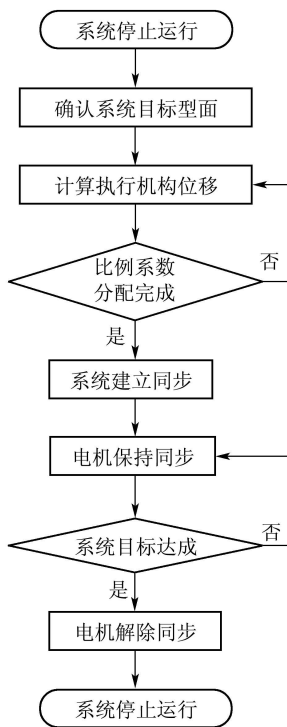 系统停止运行
确认系统目标型面
计算执行机构位移
比例系数
分配完成
否
是
系统建立同步
电机保持同步
系统目标达成
否
是
电机解除同步
系统停止运行